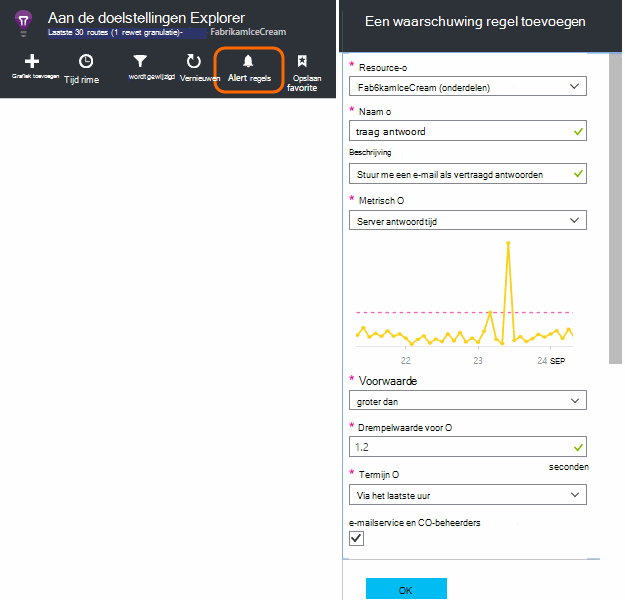 Aan de doelstellingen Explorer
Laatste 30 routes (1 rewet granulatie)- FabrikamIceCream
Grafiek toevoegen Tijd rime wordt gewijzigd Vernieuwen Alert regels Opslaan
favorite
Een waarschuwing regel toevoegen
* Resource-o
Fab6kamIceCream (onderdelen)
* Naam o
traag antwoord
Beschrijving
Stuur me een e-mail als vertraagd antwoorden
* Metrisch O
Server antwoordtijd
22 23 24 SEP
* Voorwaarde
groter dan
* Drempelwaarde voor O
1.2
seconden
* Termijn O
Via het laatste uur
e-mailservice en CO-beheerders
OK